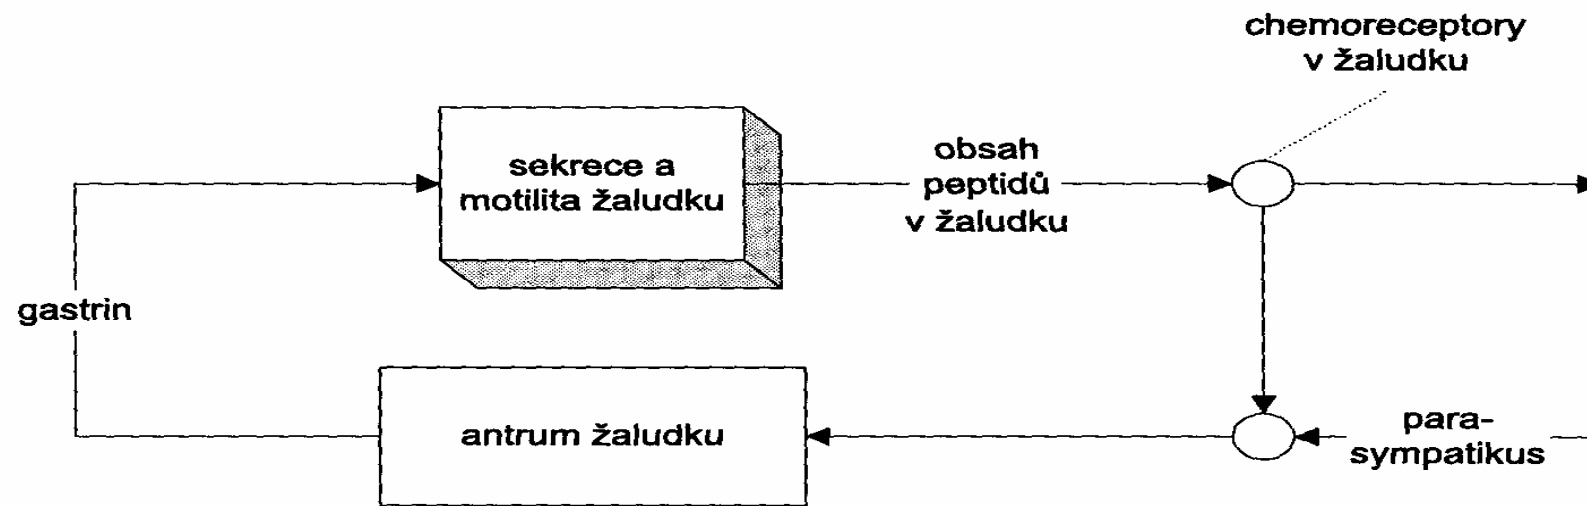 chemoreceptory
v žaludku
sekrece a
motilita žaludku
obsah
peptidů
v žaludku
gastrin
antrum žaludku
para-
sympatikus